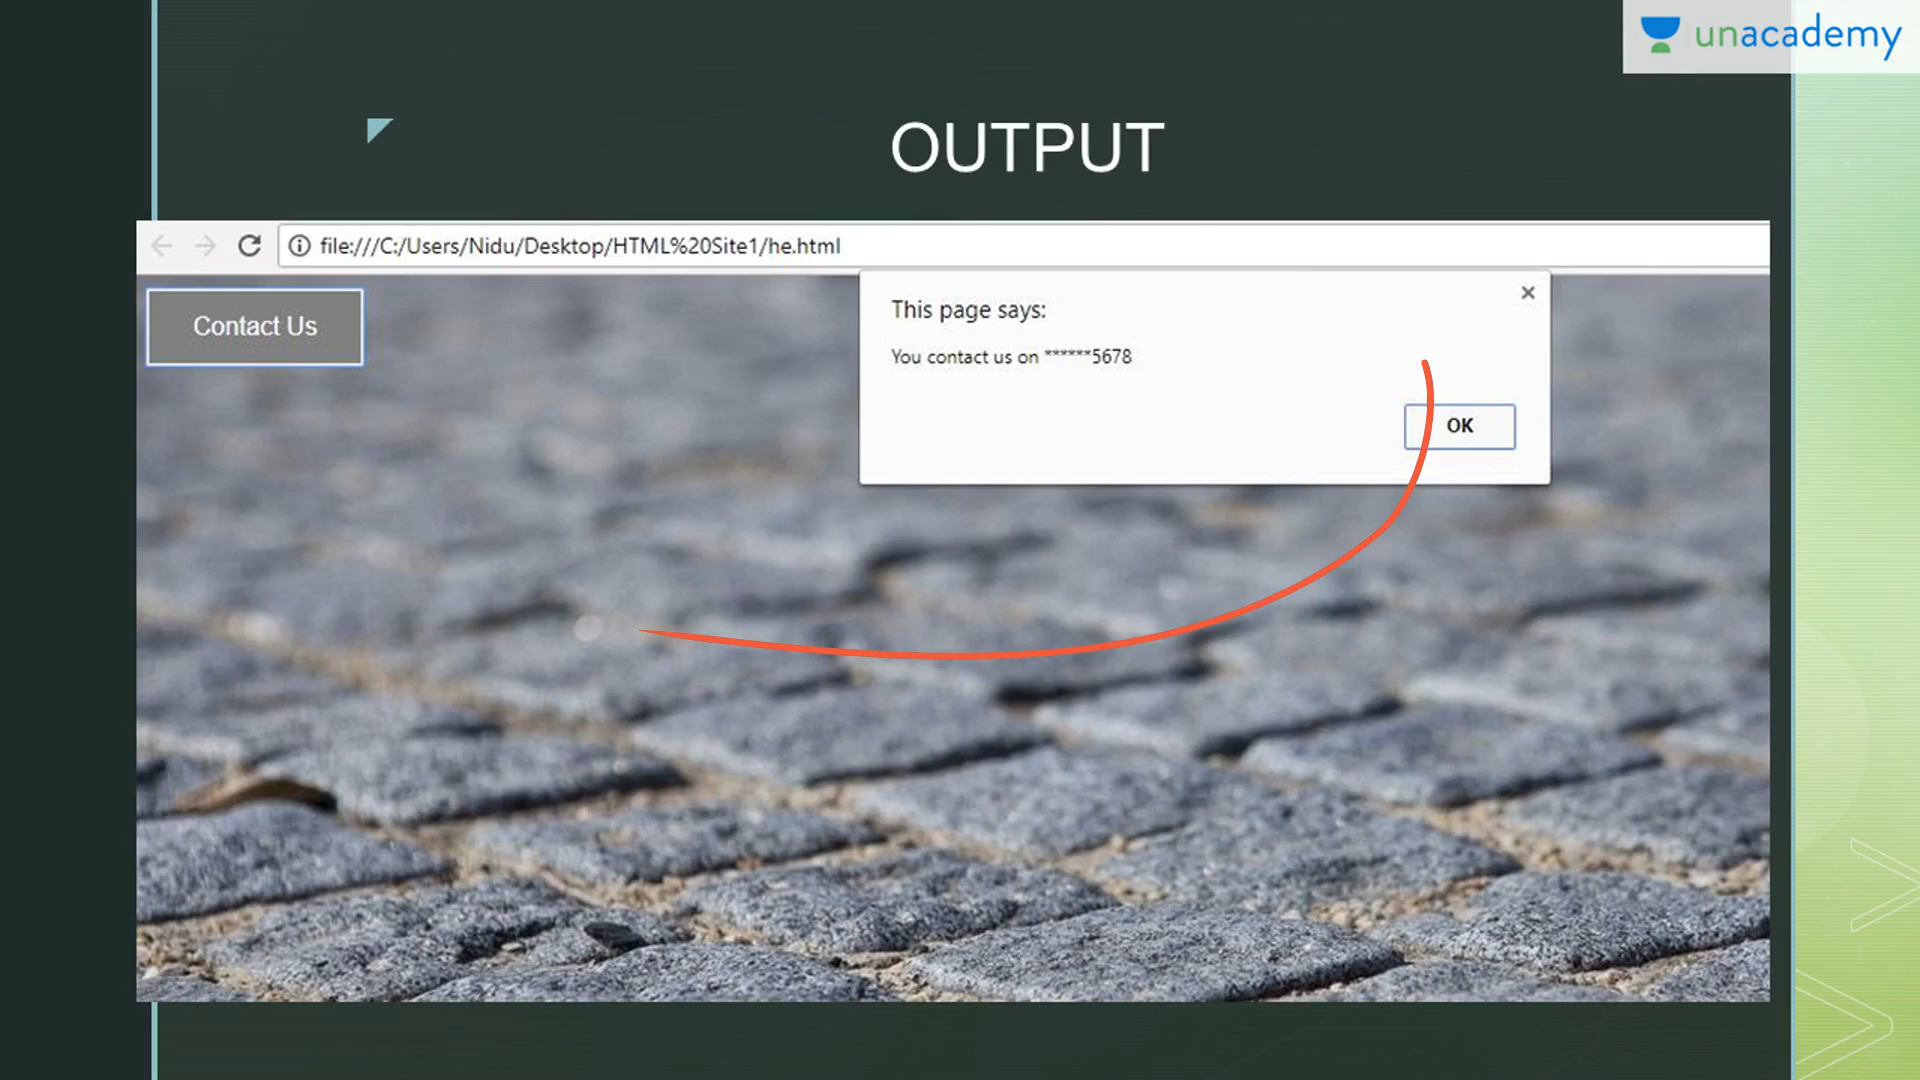 unacademy
OUTPUT
file:///C:/Users/Nidu/Desktop/HTML%20Site1/he.html
Contact Us
This page says:
You contact us on ******5678
OK